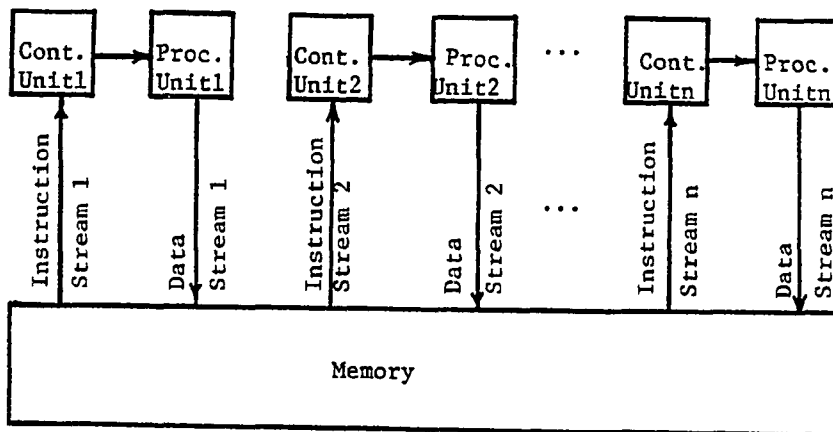 Cont.
Unit1
Proc.
Unit1
Cont.
Unit2
Proc.
Unit2
...
Cont.
Unitn
Proc.
Unitn
Instruction
Stream 1
Data
Stream 1
Instruction
Stream 2
Data
Stream 2
...
Instruction
Stream n
Data
Stream n
Memory